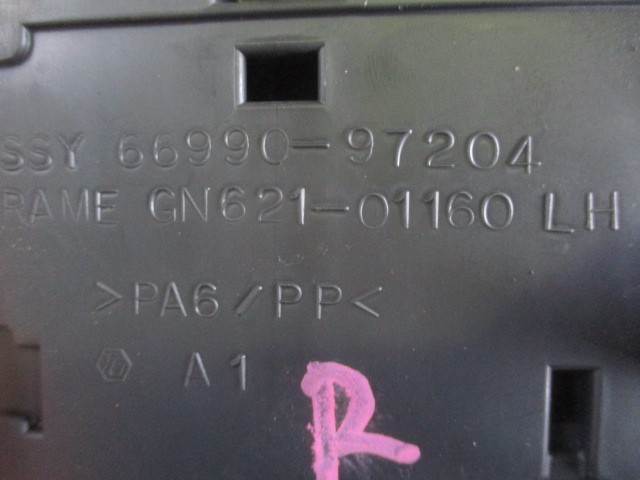 SSY 66990-97204
RAME GN621-01160 LH
>PA6/PP<
A1
R